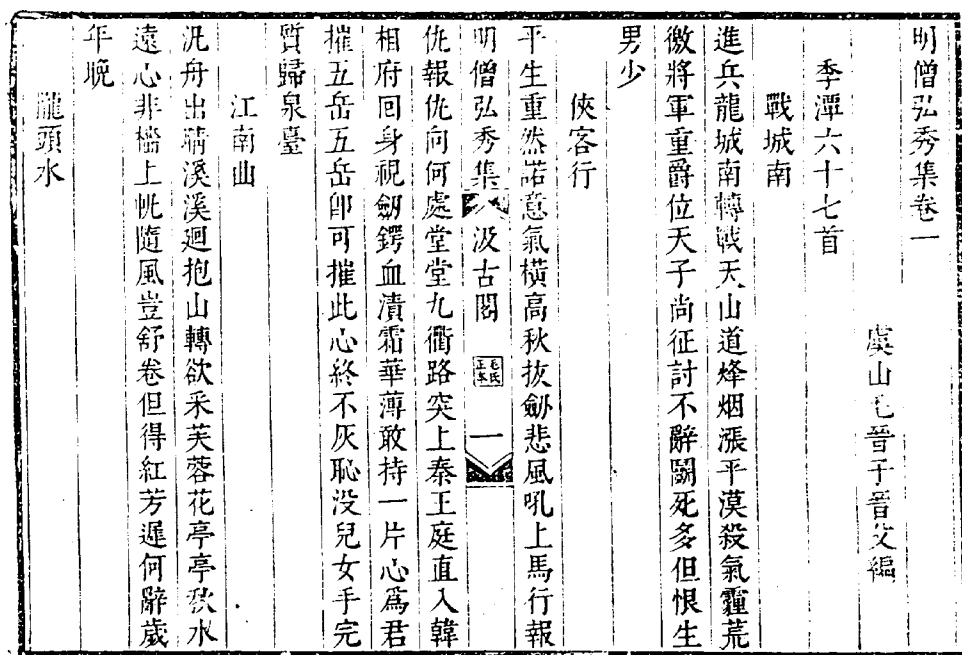 明僧弘秀集卷一
虞山毛晉子晉父編
季潭六十七首
戰城南
進兵龍城南轉戰天山道烽烟漲平漠殺氣霾荒
徼將軍重爵位天子尚征討不辭鬬死多但恨生
男少
俠客行
平生重然諾意氣橫高秋抜劒悲風吼上馬行報
明僧弘秀集 汲古閣 毛氏正本 一
仇報仇向何處堂堂九衢路突上秦王庭直入韓
相府回身視劒鍔血漬霜華薄敢持一片心爲君
摧五岳五岳卽可摧此心終不灰恥没兒女手完
質歸泉臺
江南曲
汎舟出晴溪溪廻抱山轉欲采芙蓉花亭亭秋水
遠心非檣上帆隨風豈舒卷但得紅芳遲何辭歲
年晚
隴頭水